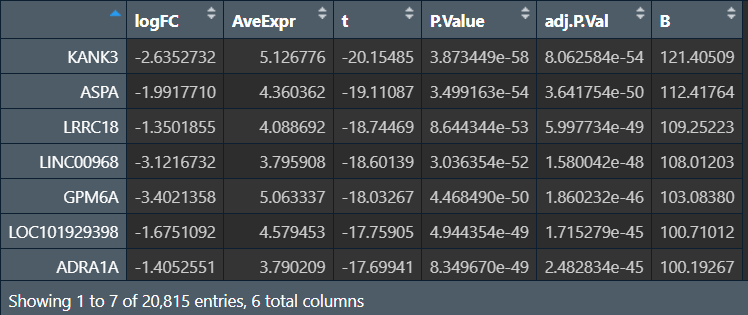 logFC AveExpr t P.Value adj.P.Val B
KANK3 -2.6352732 5.126776 -20.15485 3.873449e-58 8.062584e-54 121.40509
ASPA -1.9917710 4.360362 -19.11087 3.499163e-54 3.641754e-50 112.41764
LRRC18 -1.3501855 4.088692 -18.74469 8.644344e-53 5.997734e-49 109.25223
LINC00968 -3.1216732 3.795908 -18.60139 3.036354e-52 1.580042e-48 108.01203
GPM6A -3.4021358 5.063337 -18.03267 4.468490e-50 1.860232e-46 103.08380
LOC101929398 -1.6751092 4.579453 -17.75905 4.944354e-49 1.715279e-45 100.71012
ADRA1A -1.4052551 3.790209 -17.69941 8.349670e-49 2.482834e-45 100.19267
Showing 1 to 7 of 20,815 entries, 6 total columns